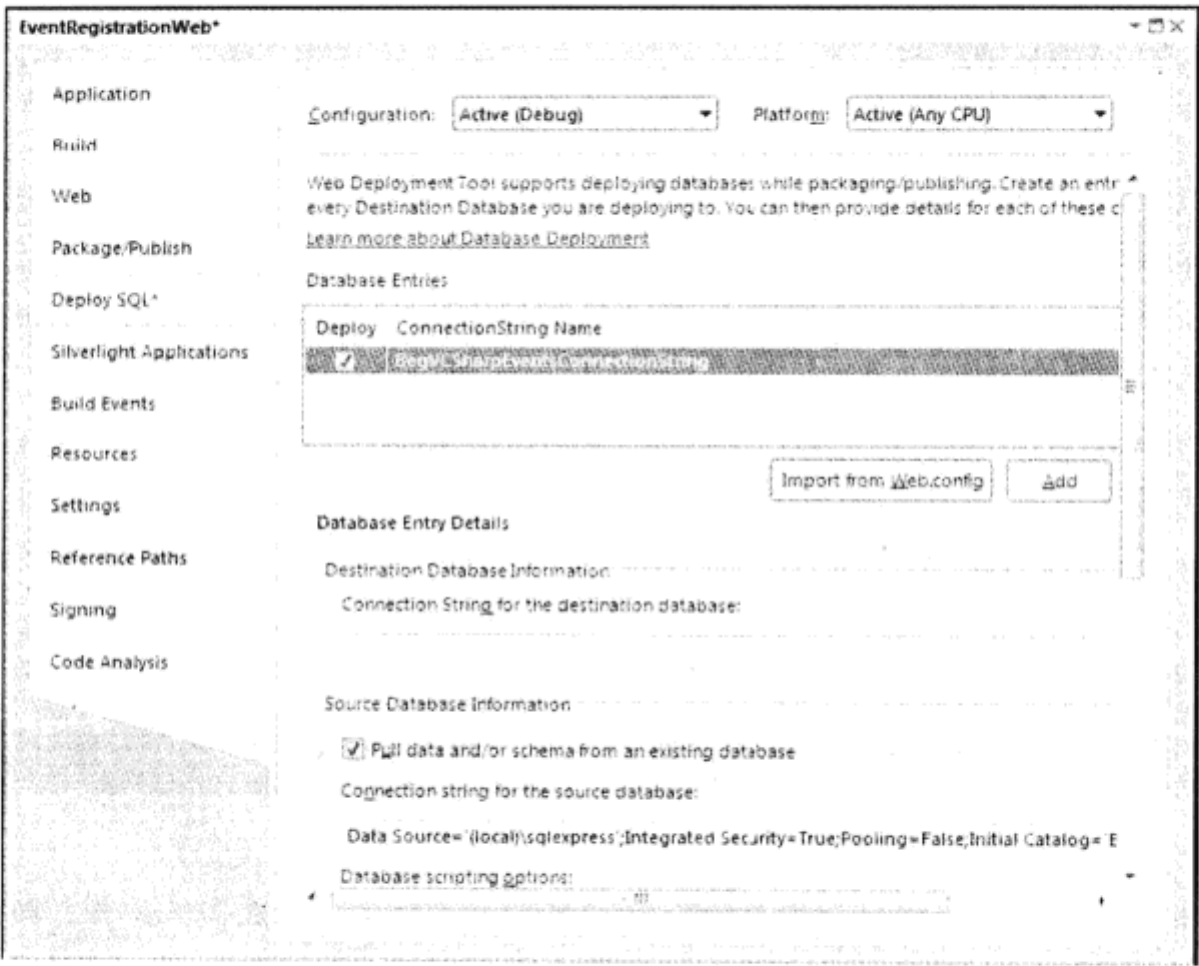 EventRegistrationWeb*
Application
Build
Web
Package/Publish
Deploy SQL*
Silverlight Applications
Build Events
Resources
Settings
Reference Paths
Signing
Code Analysis
Configuration: Active (Debug) Platform: Active (Any CPU)
Web Deployment Tool supports deploying databases while packaging/publishing. Create an entr
every Destination Database you are deploying to. You can then provide details for each of these c
Learn more about Database Deployment
Database Entries
Deploy ConnectionString Name
BegVCSharpEventsConnectionString
Import from Web.config Add
Database Entry Details
Destination Database Information
Connection String for the destination database:
Source Database Information
Pull data and/or schema from an existing database
Connection string for the source database:
Data Source='(local)\sqlexpress';Integrated Security=True;Pooling=False;Initial Catalog='E
Database scripting options: